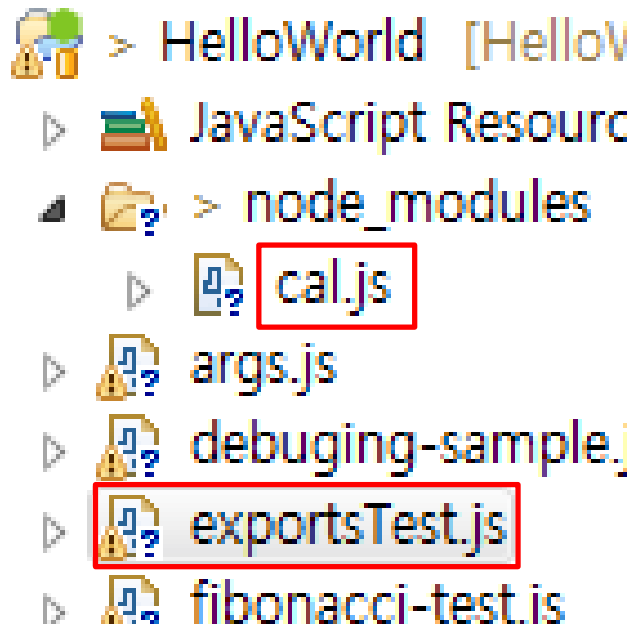 > HelloWorld [HelloW
JavaScript Resourc
> node_modules
cal.js
args.js
debuging-sample.j
exportsTest.js
fibonacci-test.js